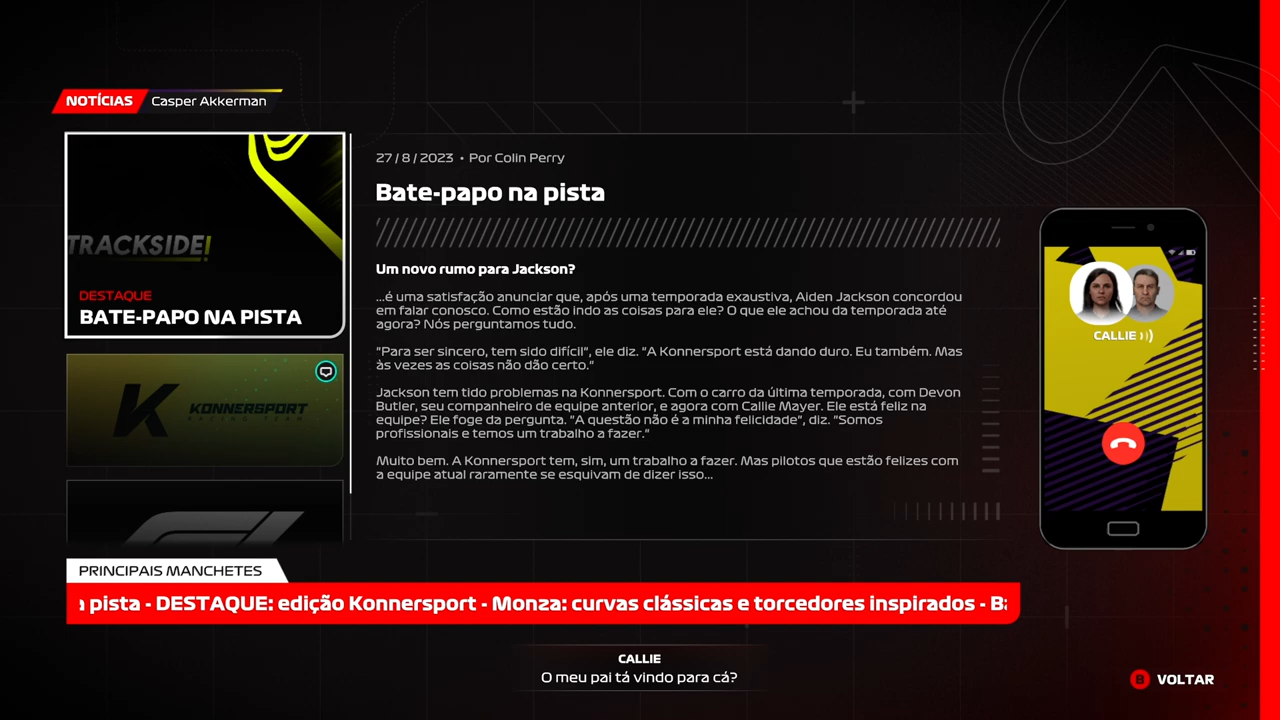 NOTÍCIAS Casper Akkerman
TRACKSIDE!
DESTAQUE
BATE-PAPO NA PISTA
K KONNERSPORT
RACING TEAM
27 / 8 / 2023 • Por Colin Perry
Bate-papo na pista
Um novo rumo para Jackson?
...é uma satisfação anunciar que, após uma temporada exaustiva, Aiden Jackson concordou
em falar conosco. Como estão indo as coisas para ele? O que ele achou da temporada até
agora? Nós perguntamos tudo.
"Para ser sincero, tem sido difícil", ele diz. "A Konnersport está dando duro. Eu também. Mas
às vezes as coisas não dão certo."
Jackson tem tido problemas na Konnersport. Com o carro da última temporada, com Devon
Butler, seu companheiro de equipe anterior, e agora com Callie Mayer. Ele está feliz na
equipe? Ele foge da pergunta. "A questão não é a minha felicidade", diz. "Somos
profissionais e temos um trabalho a fazer."
Muito bem. A Konnersport tem, sim, um trabalho a fazer. Mas pilotos que estão felizes com
a equipe atual raramente se esquivam de dizer isso...
CALLIE
PRINCIPAIS MANCHETES
a pista - DESTAQUE: edição Konnersport - Monza: curvas clássicas e torcedores inspirados - Ba
CALLIE
O meu pai tá vindo para cá?
B VOLTAR